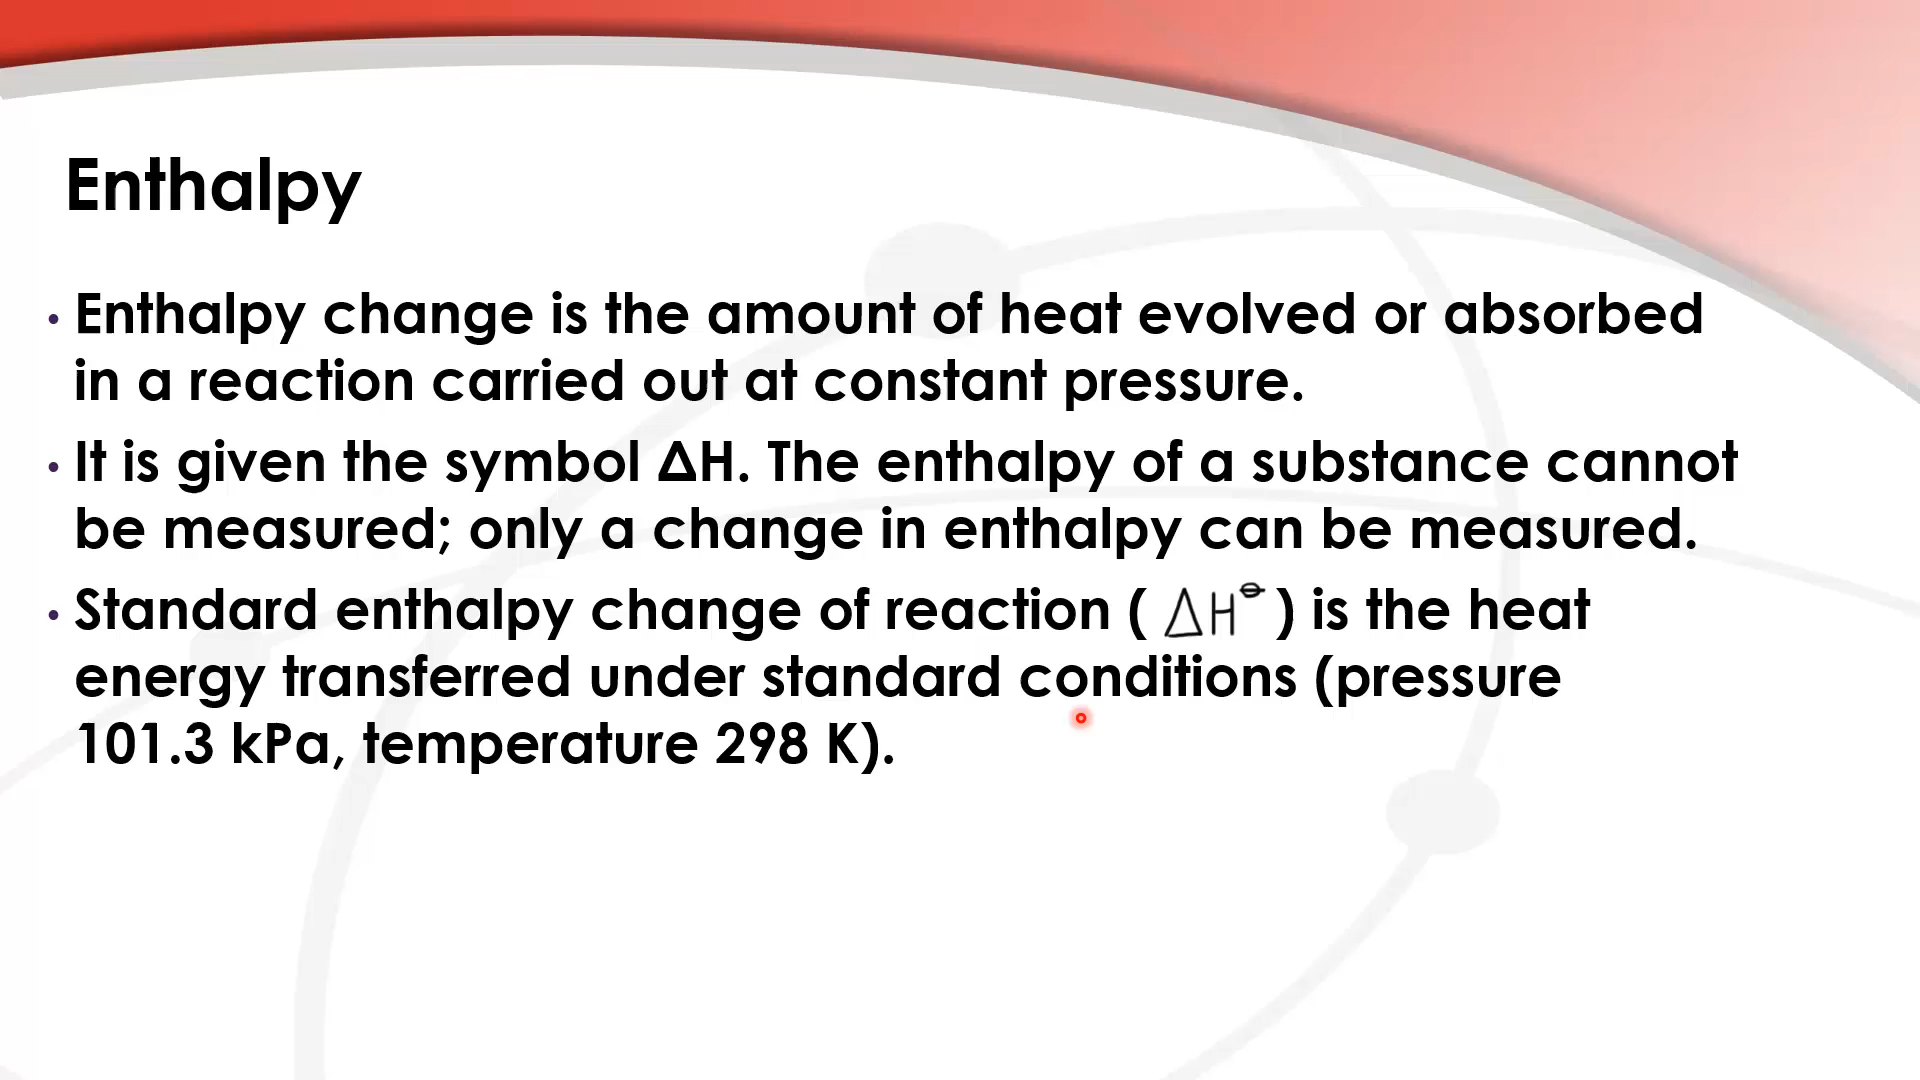 Enthalpy
• Enthalpy change is the amount of heat evolved or absorbed
in a reaction carried out at constant pressure.
• It is given the symbol ΔH. The enthalpy of a substance cannot
be measured; only a change in enthalpy can be measured.
• Standard enthalpy change of reaction ( ΔH⦵ ) is the heat
energy transferred under standard conditions (pressure
101.3 kPa, temperature 298 K).